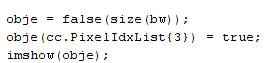 obje = false(size(bw));
obje(cc.PixelIdxList{3}) = true;
imshow(obje);